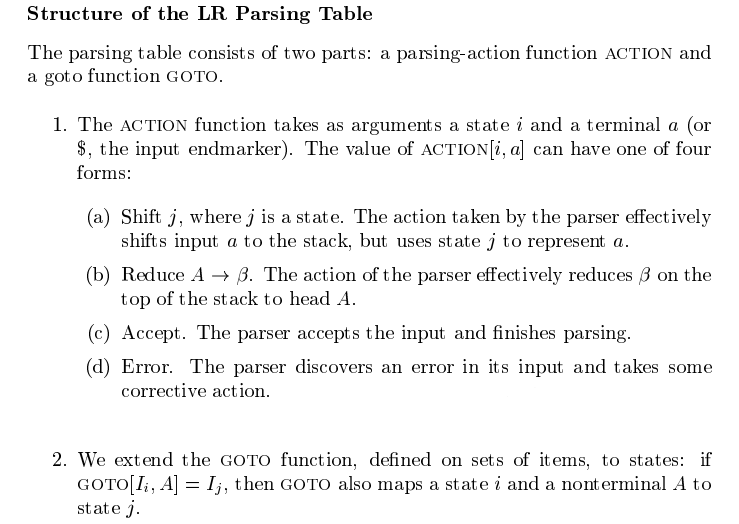 Structure of the LR Parsing Table
The parsing table consists of two parts: a parsing-action function ACTION and
a goto function GOTO.
1. The ACTION function takes as arguments a state i and a terminal a (or
$, the input endmarker). The value of ACTION[i, a] can have one of four
forms:
(a) Shift j, where j is a state. The action taken by the parser effectively
shifts input a to the stack, but uses state j to represent a.
(b) Reduce A → β. The action of the parser effectively reduces β on the
top of the stack to head A.
(c) Accept. The parser accepts the input and finishes parsing.
(d) Error. The parser discovers an error in its input and takes some
corrective action.
2. We extend the GOTO function, defined on sets of items, to states: if
GOTO[Iᵢ, A] = Iⱼ, then GOTO also maps a state i and a nonterminal A to
state j.